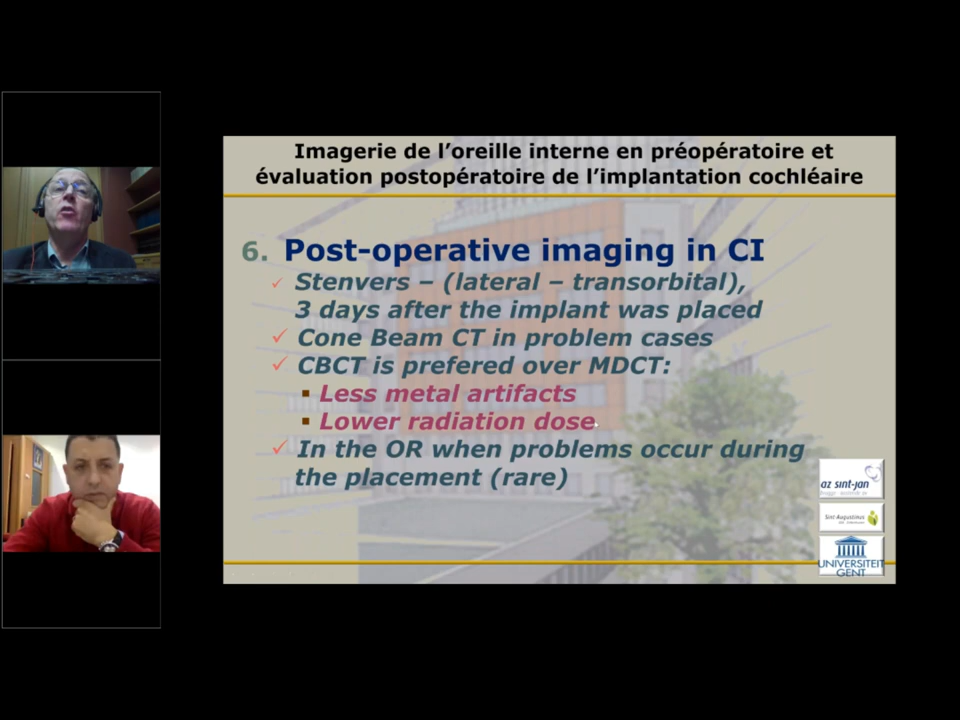 Imagerie de l’oreille interne en préopératoire et
évaluation postopératoire de l’implantation cochléaire
6. Post-operative imaging in CI
✓ Stenvers – (lateral – transorbital),
3 days after the implant was placed
✓ Cone Beam CT in problem cases
✓ CBCT is prefered over MDCT:
▪ Less metal artifacts
▪ Lower radiation dose
✓ In the OR when problems occur during
the placement (rare)
az sint-jan
Sint Augustinus
UNIVERSITEIT
GENT